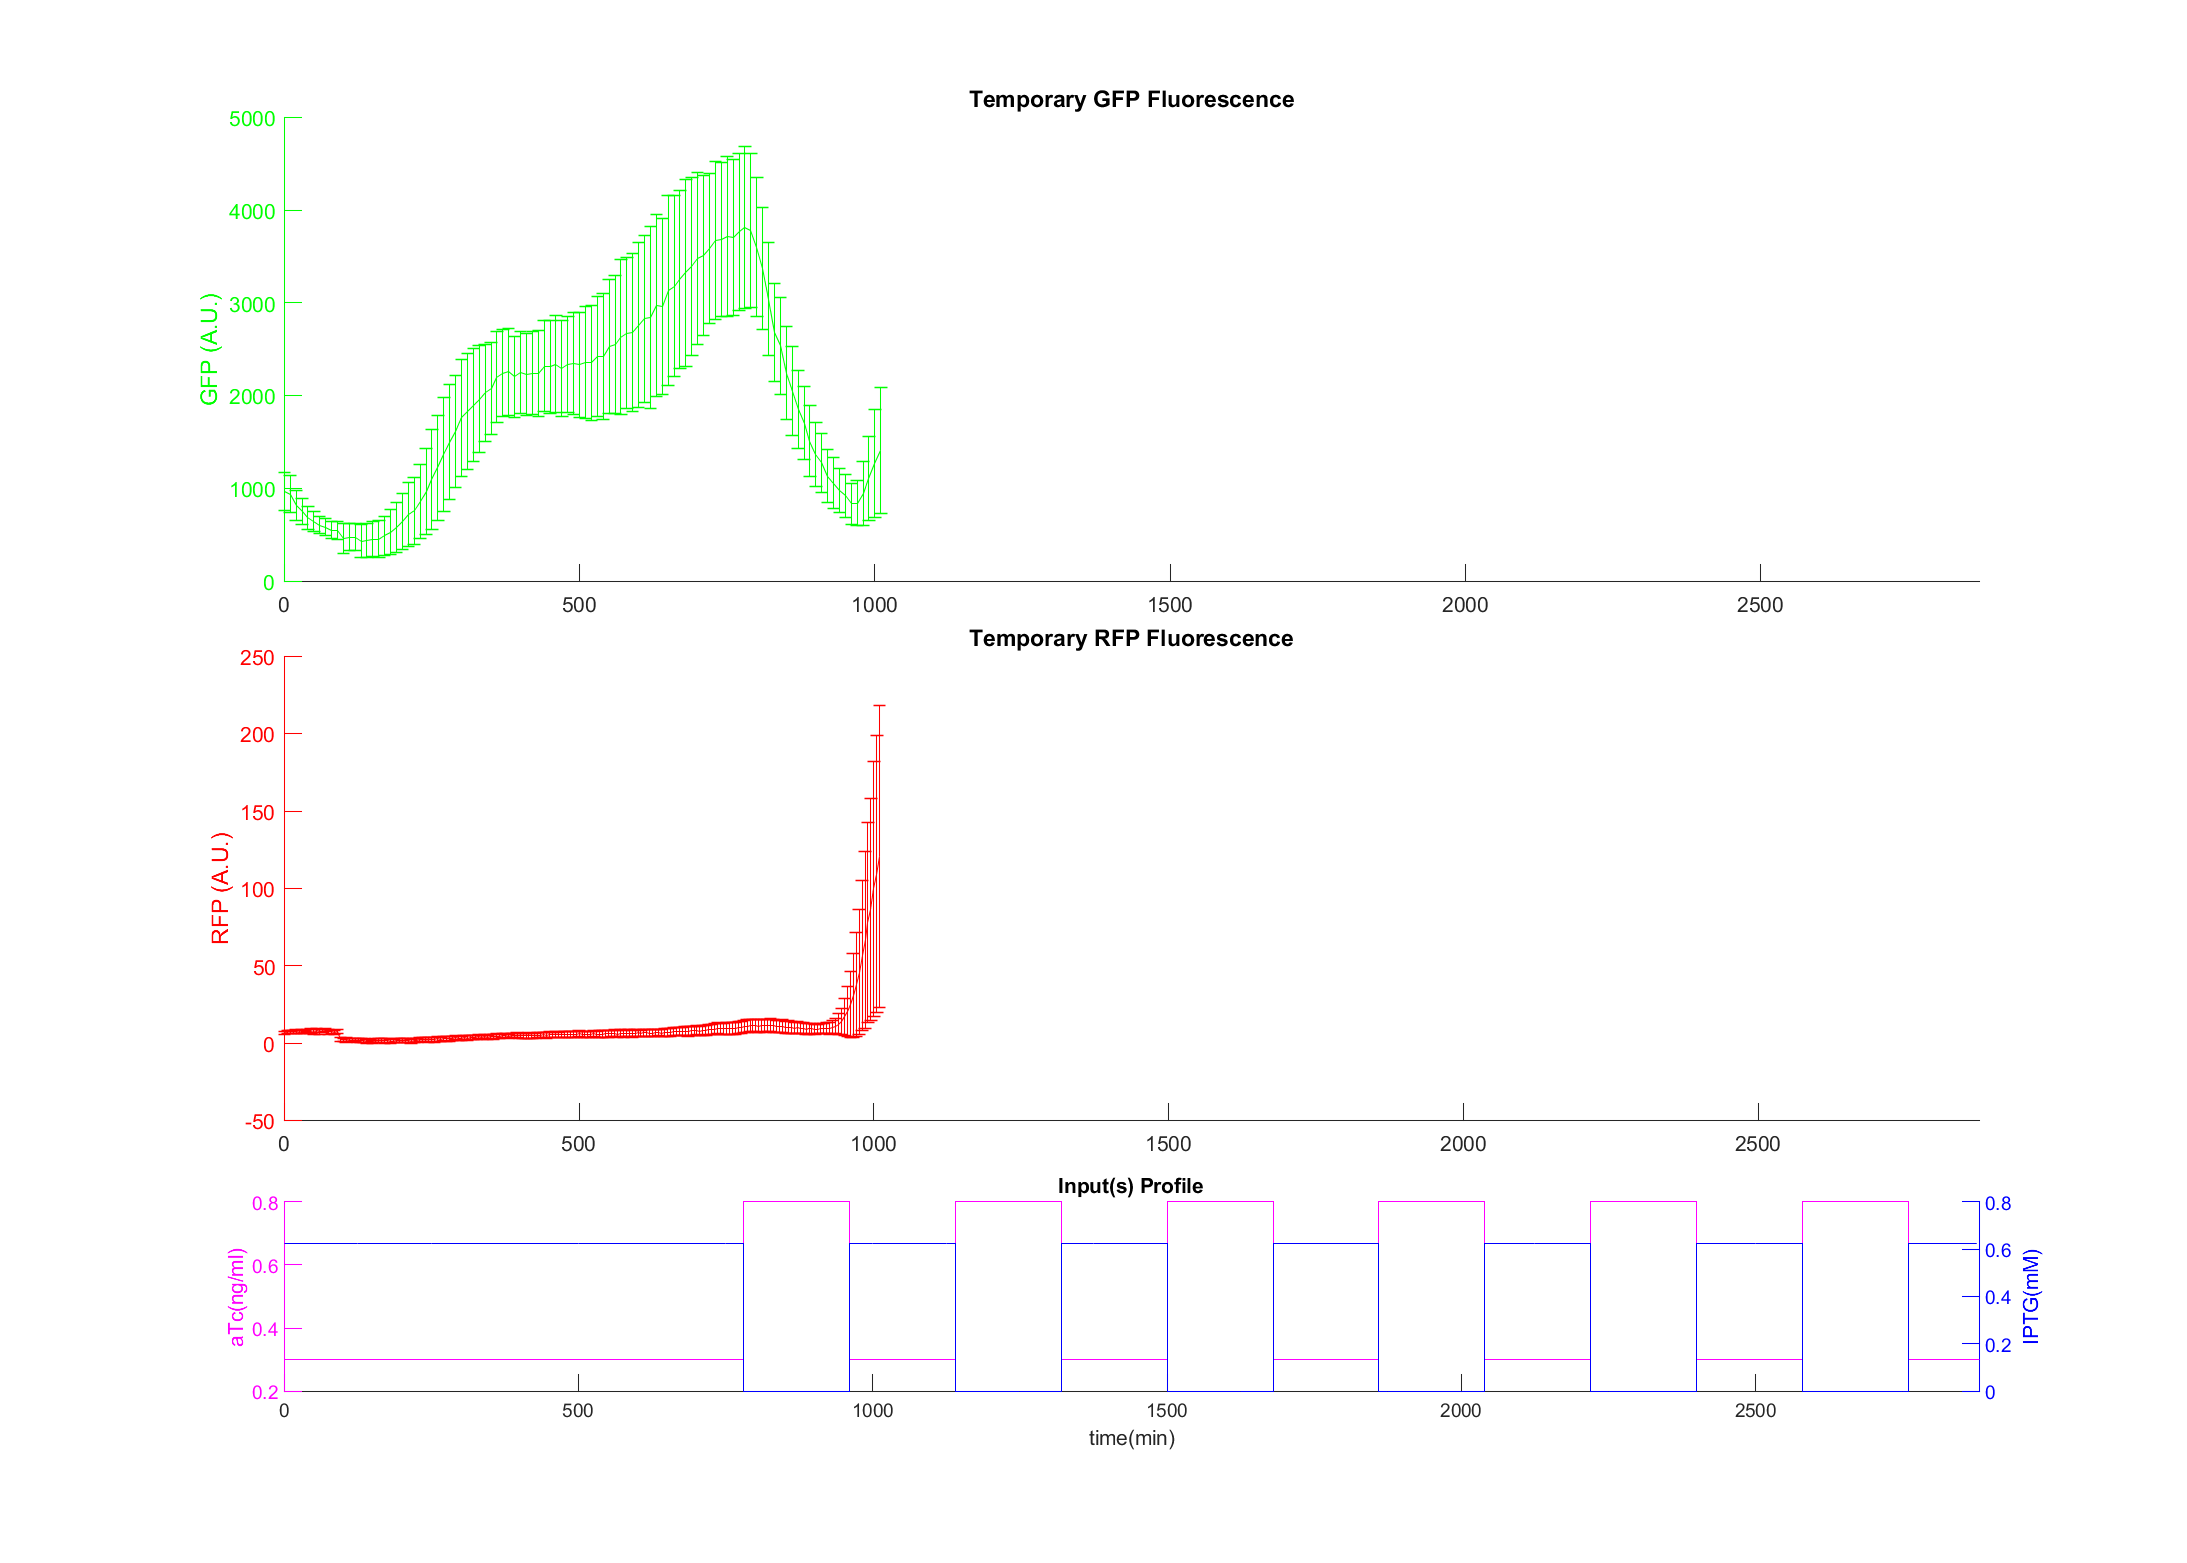 Temporary GFP Fluorescence
5000
4000
3000
2000
1000
0
GFP (A.U.)
0 500 1000 1500 2000 2500
Temporary RFP Fluorescence
250
200
150
100
50
0
-50
RFP (A.U.)
0 500 1000 1500 2000 2500
Input(s) Profile
0.8
0.6
0.4
0.2
aTc(ng/ml)
0.8
0.6
0.4
0.2
0
IPTG(mM)
0 500 1000 1500 2000 2500
time(min)